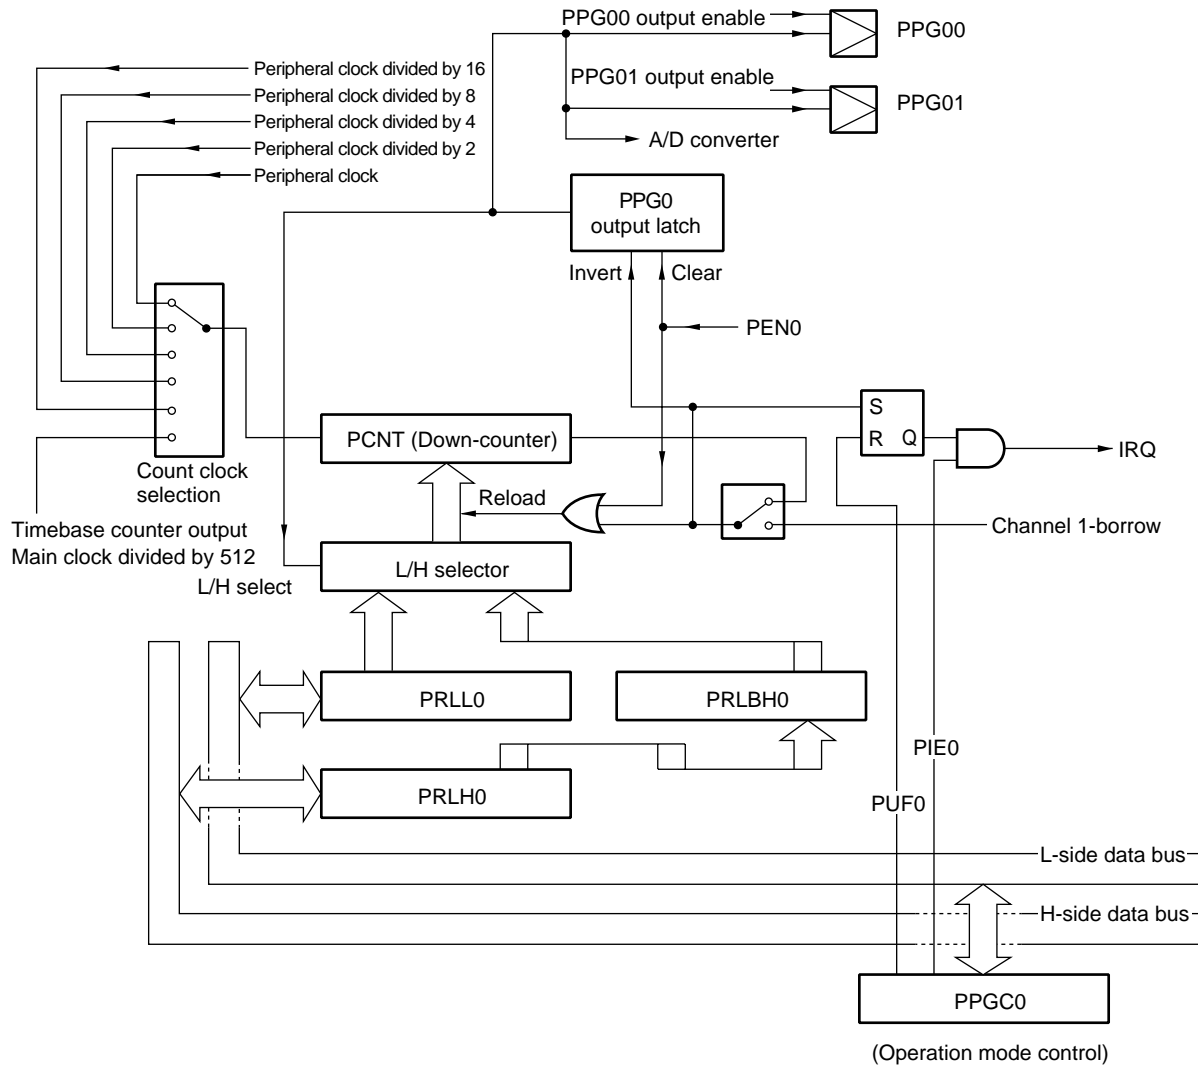 PPG00 output enable
PPG00
Peripheral clock divided by 16
PPG01 output enable
Peripheral clock divided by 8
PPG01
Peripheral clock divided by 4
A/D converter
Peripheral clock divided by 2
Peripheral clock
PPG0
output latch
Invert
Clear
PEN0
S
R
Q
PCNT (Down-counter)
IRQ
Count clock
selection
Reload
Timebase counter output
Main clock divided by 512
Channel 1-borrow
L/H selector
L/H select
PRLL0
PRLBH0
PIE0
PRLH0
PUF0
L-side data bus
H-side data bus
PPGC0
(Operation mode control)